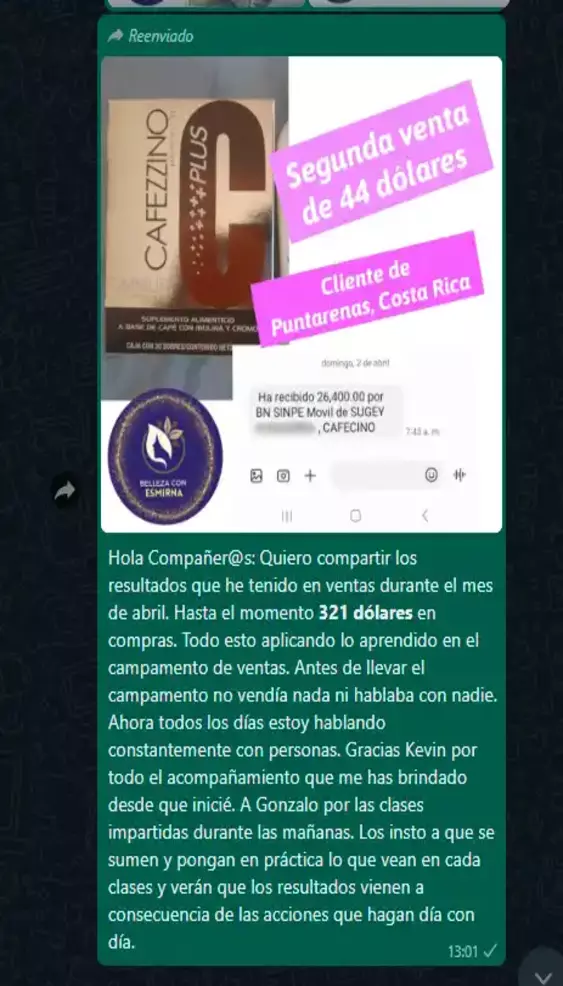 Reenviado
CAFEZZINO
PLUS
SUPLEMENTO ALIMENTICIO
A BASE DE CAFÉ CON INULINA Y CROMO
Segunda venta
de 44 dólares
Cliente de
Puntarenas, Costa Rica
domingo, 2 de abril
Ha recibido 26,400.00 por
BN SINPE Movil de SUGEY
, CAFECINO
7:43 a. m.
BELLEZA CON
ESMIRNA
Hola Compañer@s: Quiero compartir los
resultados que he tenido en ventas durante el mes
de abril. Hasta el momento 321 dólares en
compras. Todo esto aplicando lo aprendido en el
campamento de ventas. Antes de llevar el
campamento no vendía nada ni hablaba con nadie.
Ahora todos los días estoy hablando
constantemente con personas. Gracias Kevin por
todo el acompañamiento que me has brindado
desde que inicié. A Gonzalo por las clases
impartidas durante las mañanas. Los insto a que se
sumen y pongan en práctica lo que vean en cada
clases y verán que los resultados vienen a
consecuencia de las acciones que hagan día con
día.
13:01